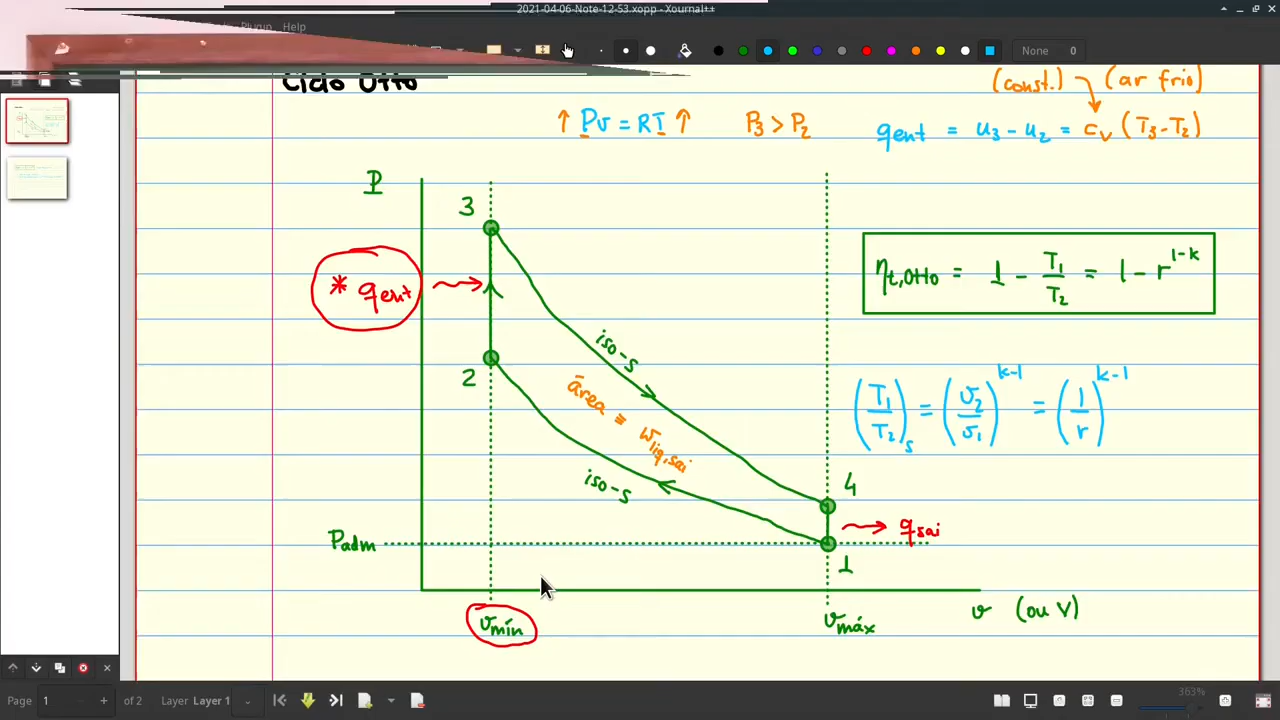 2021-04-06-Note-12-53.xopp - Xournal++
Plugin Help
None 0
Ciclo Otto
(const.) (ar frio)
↑ Pv = RT ↑ P₃ > P₂
qent = u₃ - u₂ = cᵥ (T₃-T₂)
P
3
* qent
ηt,Otto = 1 - T₁/T₂ = 1 - r^(1-k)
iso-s
2
área = wliq,sai
(T₁/T₂)s = (v₂/v₁)^(k-1) = (1/r)^(k-1)
iso-s
4
qsai
Padm
1
vmín
vmáx
v (ou V)
Page 1 of 2 Layer Layer 1
363%